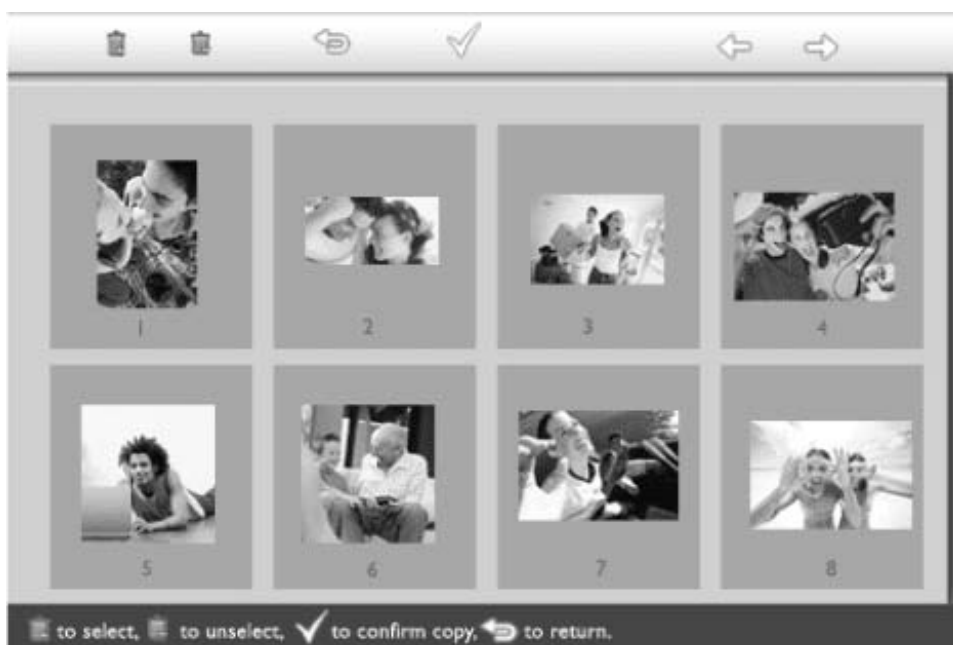 1 2 3 4
5 6 7 8
to select, to unselect, to confirm copy, to return.